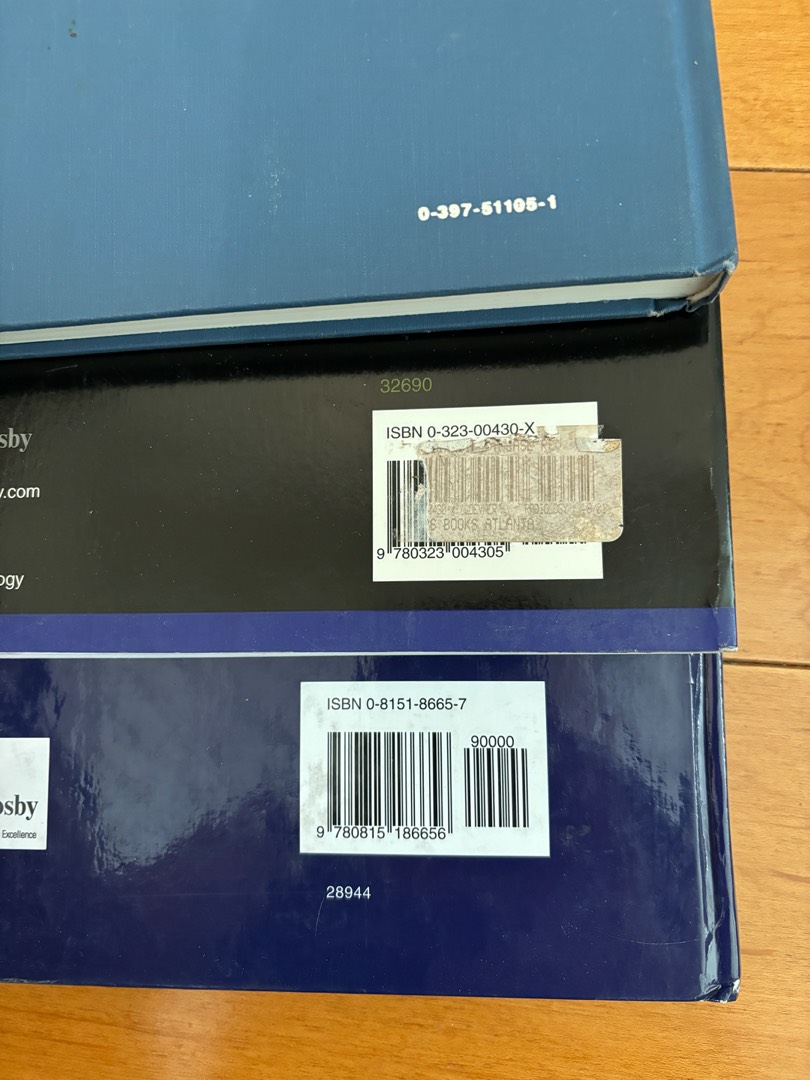 0-397-51105-1
32690
ISBN 0-323-00430-X
sby
.com
BOOKS ATLANTA
9 780323 004305
ogy
ISBN 0-8151-8665-7
90000
osby
Excellence
9 780815 186656
28944